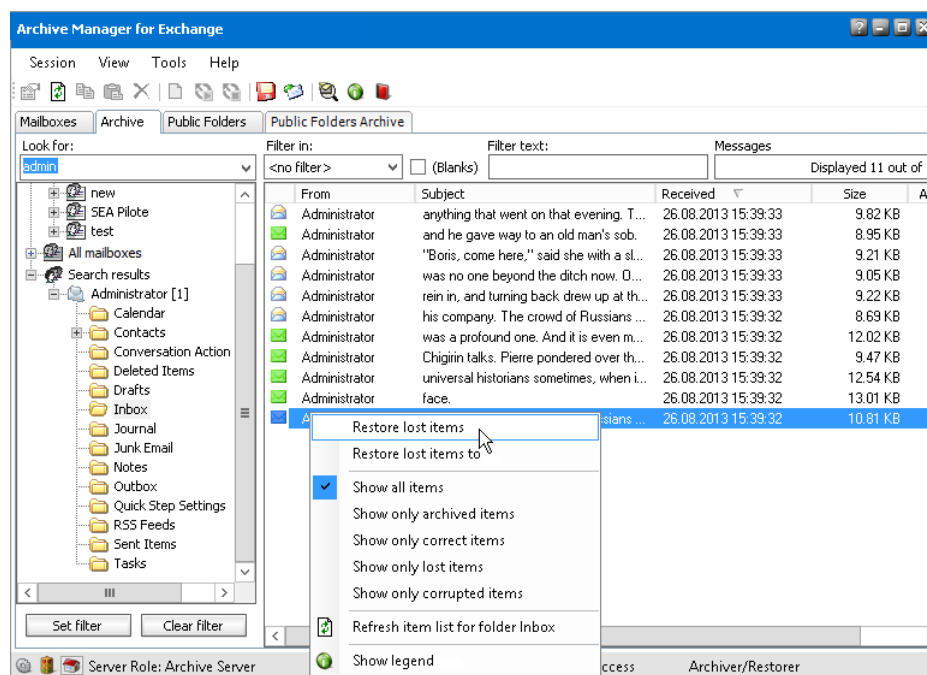 Archive Manager for Exchange
Session View Tools Help
Mailboxes Archive Public Folders Public Folders Archive
Look for: Filter in: Filter text: Messages
admin <no filter> (Blanks) Displayed 11 out of
From Subject Received Size A
new
SEA Pilote
test
All mailboxes
Search results
Administrator [1]
Calendar
Contacts
Conversation Action
Deleted Items
Drafts
Inbox
Journal
Junk Email
Notes
Outbox
Quick Step Settings
RSS Feeds
Sent Items
Tasks
Set filter Clear filter
Administrator anything that went on that evening. T... 26.08.2013 15:39:33 9.82 KB
Administrator and he gave way to an old man's sob. 26.08.2013 15:39:33 8.95 KB
Administrator "Boris, come here," said she with a sl... 26.08.2013 15:39:33 9.21 KB
Administrator was no one beyond the ditch now. 0... 26.08.2013 15:39:33 9.05 KB
Administrator rein in, and turning back drew up at th... 26.08.2013 15:39:33 9.22 KB
Administrator his company. The crowd of Russians ... 26.08.2013 15:39:32 8.69 KB
Administrator was a profound one. And it is even m... 26.08.2013 15:39:32 12.02 KB
Administrator Chigirin talks. Pierre pondered over th... 26.08.2013 15:39:32 9.47 KB
Administrator universal historians sometimes, when i... 26.08.2013 15:39:32 12.54 KB
Administrator face. 26.08.2013 15:39:32 13.01 KB
A ssians ... 26.08.2013 15:39:32 10.81 KB
Restore lost items
Restore lost items to
Show all items
Show only archived items
Show only correct items
Show only lost items
Show only corrupted items
Refresh item list for folder Inbox
Show legend
Server Role: Archive Server ccess Archiver/Restorer